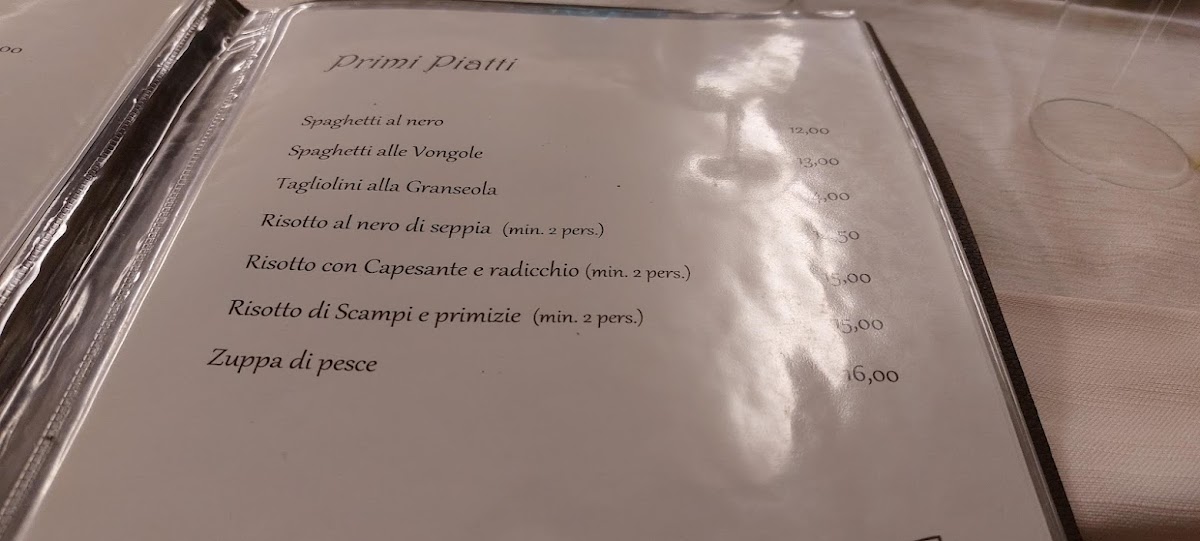 Primi Piatti
Spaghetti al nero 12,00
Spaghetti alle Vongole 13,00
Tagliolini alla Granseola
Risotto al nero di seppia (min. 2 pers.)
Risotto con Capesante e radicchio (min. 2 pers.) 15,00
Risotto di Scampi e primizie (min. 2 pers.) 15,00
Zuppa di pesce 16,00